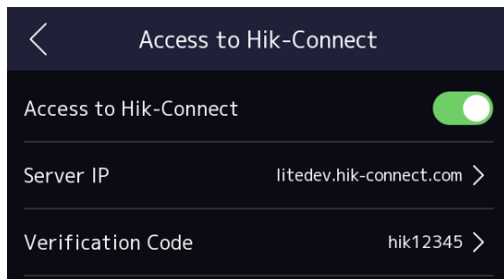 Access to Hik-Connect
Access to Hik-Connect
Server IP litedev.hik-connect.com
Verification Code hik12345